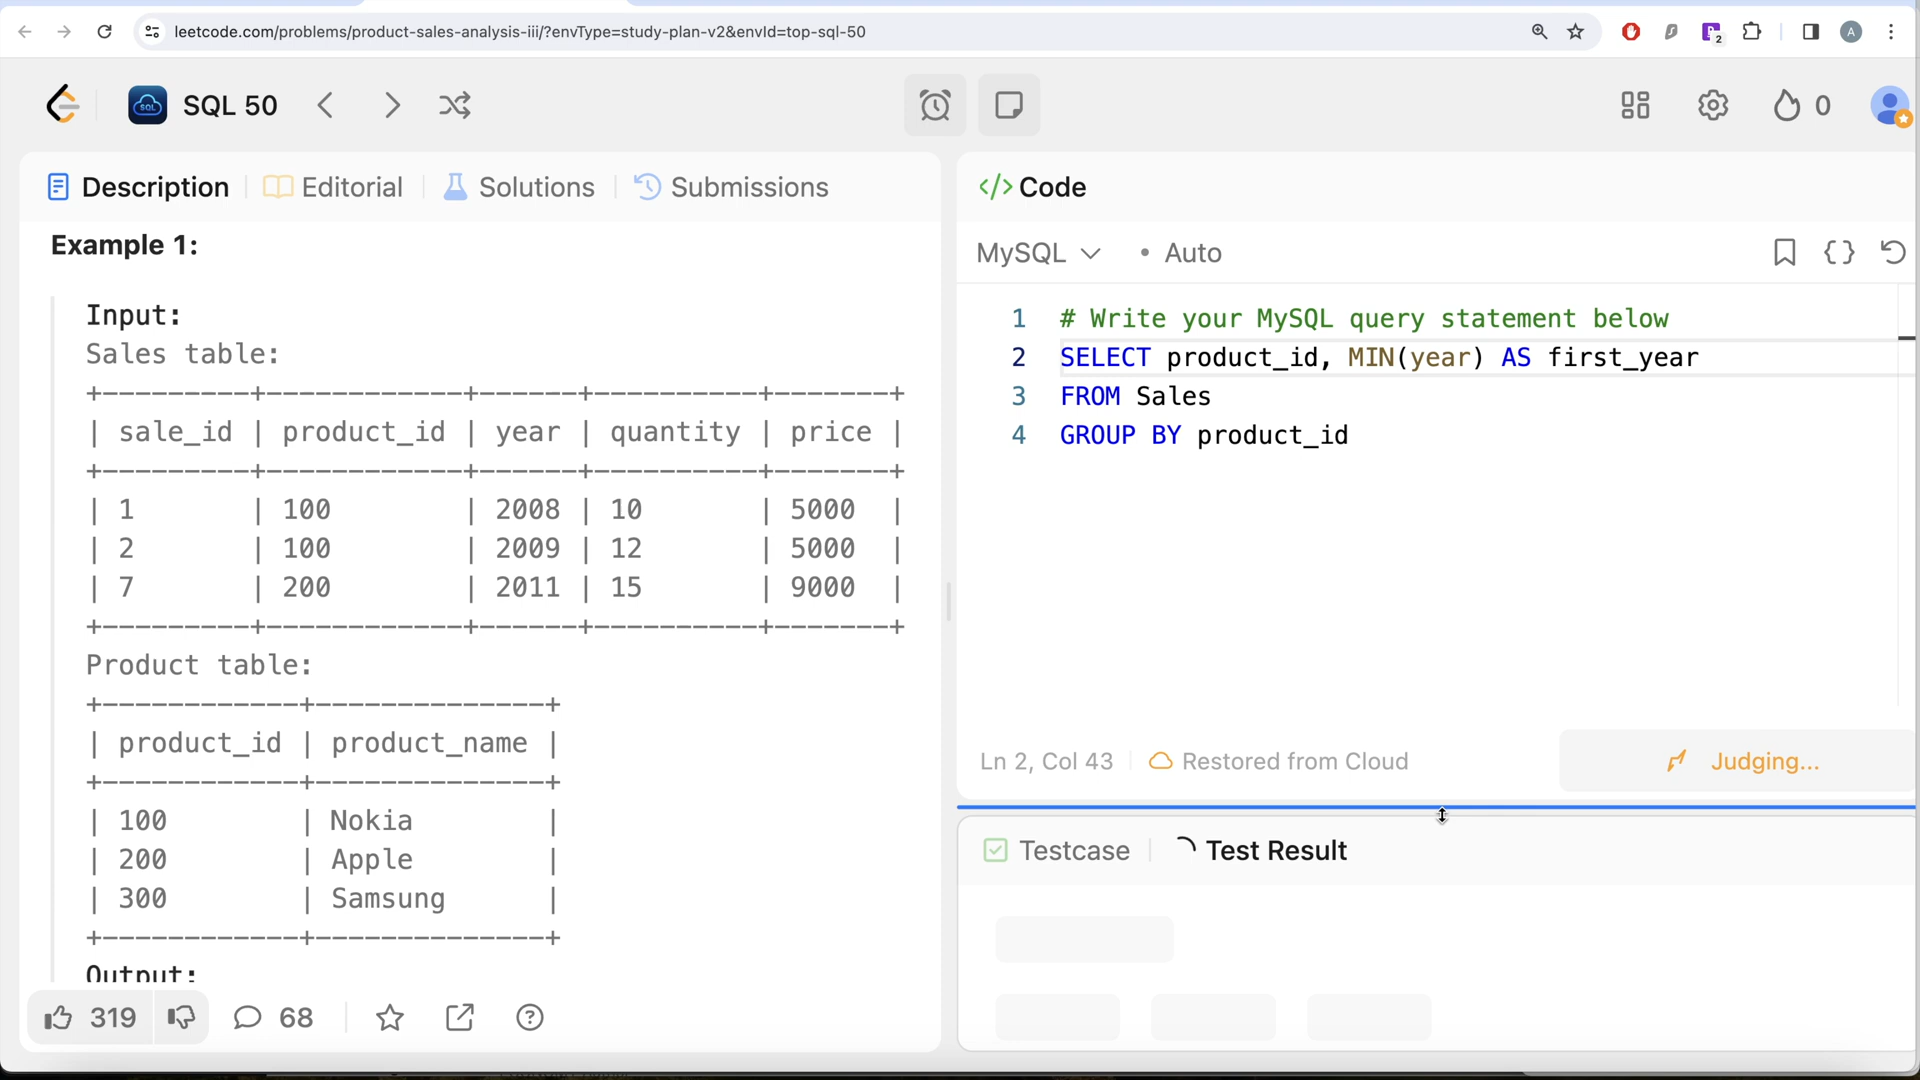 leetcode.com/problems/product-sales-analysis-iii/?envType=study-plan-v2&envId=top-sql-50
2
A
SQL
SQL 50
0
Description
Editorial
Solutions
Submissions
Example 1:
Input:
Sales table:
+---------+------------+------+----------+-------+
| sale_id | product_id | year | quantity | price |
+---------+------------+------+----------+-------+
| 1 | 100 | 2008 | 10 | 5000 |
| 2 | 100 | 2009 | 12 | 5000 |
| 7 | 200 | 2011 | 15 | 9000 |
+---------+------------+------+----------+-------+
Product table:
+------------+--------------+
| product_id | product_name |
+------------+--------------+
| 100 | Nokia |
| 200 | Apple |
| 300 | Samsung |
+------------+--------------+
Output:
319
68
</> Code
MySQL
• Auto
1 # Write your MySQL query statement below
2 SELECT product_id, MIN(year) AS first_year
3 FROM Sales
4 GROUP BY product_id
Ln 2, Col 43
Restored from Cloud
Judging...
Testcase
Test Result